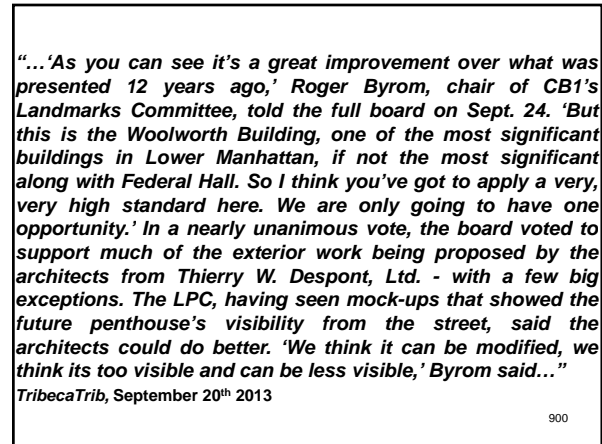 “…‘As you can see it’s a great improvement over what was
presented 12 years ago,’ Roger Byrom, chair of CB1’s
Landmarks Committee, told the full board on Sept. 24. ‘But
this is the Woolworth Building, one of the most significant
buildings in Lower Manhattan, if not the most significant
along with Federal Hall. So I think you’ve got to apply a very,
very high standard here. We are only going to have one
opportunity.’ In a nearly unanimous vote, the board voted to
support much of the exterior work being proposed by the
architects from Thierry W. Despont, Ltd. - with a few big
exceptions. The LPC, having seen mock-ups that showed the
future penthouse’s visibility from the street, said the
architects could do better. ‘We think it can be modified, we
think its too visible and can be less visible,’ Byrom said…”
TribecaTrib, September 20th 2013
900